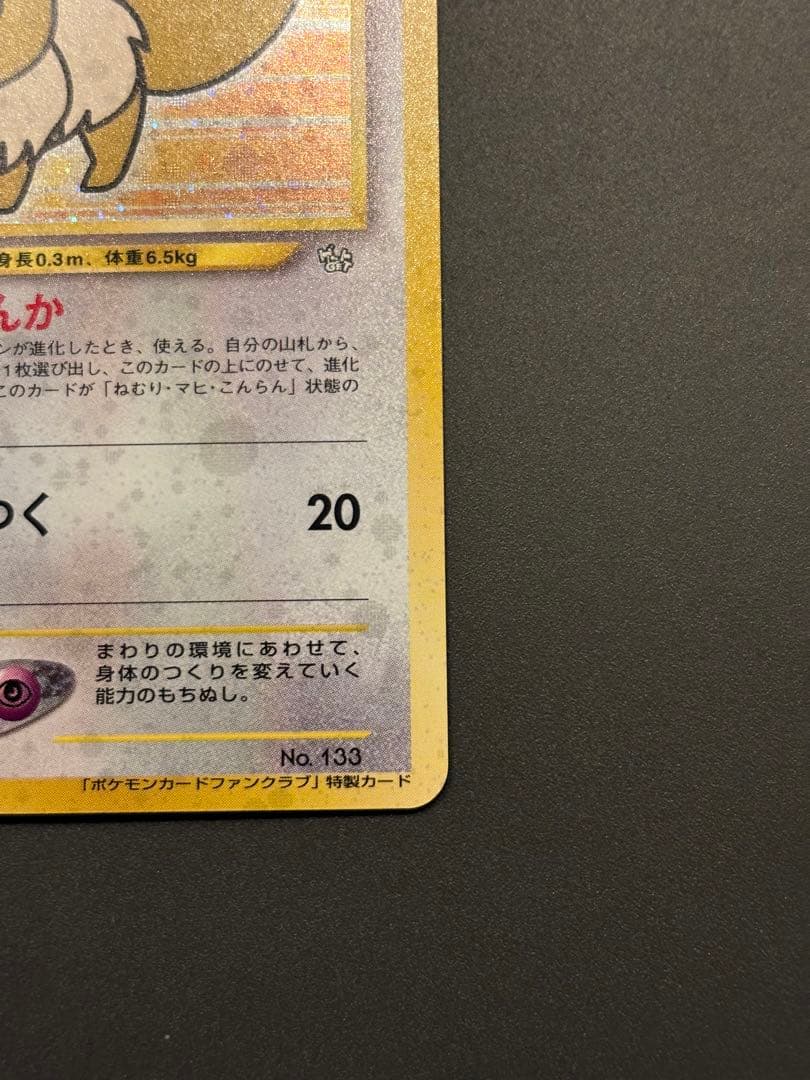 身長0.3m、体重6.5kg
GET
んか
ンが進化したとき、使える。自分の山札から、
1枚選び出し、このカードの上にのせて、進化
このカードが「ねむり・マヒ・こんらん」状態の
つく 20
まわりの環境にあわせて、
身体のつくりを変えていく
能力のもちぬし。
No. 133
「ポケモンカードファンクラブ」特製カード